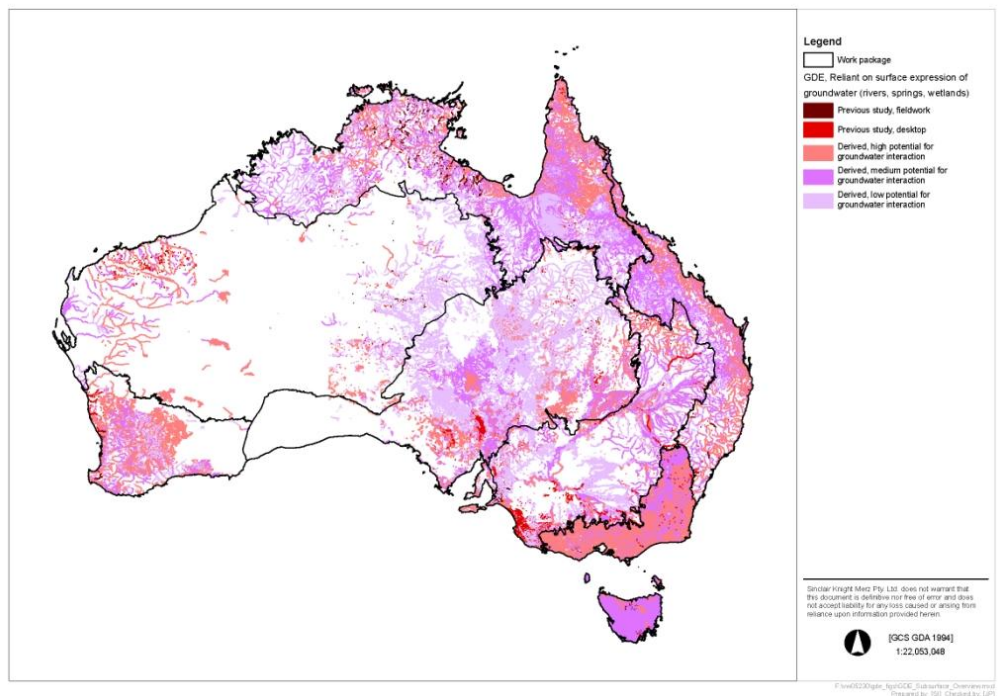 Legend
Work package
GDE, Reliant on surface expression of
groundwater (rivers, springs, wetlands)
Previous study, fieldwork
Previous study, desktop
Derived, high potential for
groundwater interaction
Derived, medium potential for
groundwater interaction
Derived, low potential for
groundwater interaction
Sinclair Knight Merz Pty. Ltd. does not warrant that
this document is definitive nor free of error and does
not accept liability for any loss caused or arising from
reliance upon information provided herein.
[GCS GDA 1994]
1:22,053,048
Prepared by: Checked by: